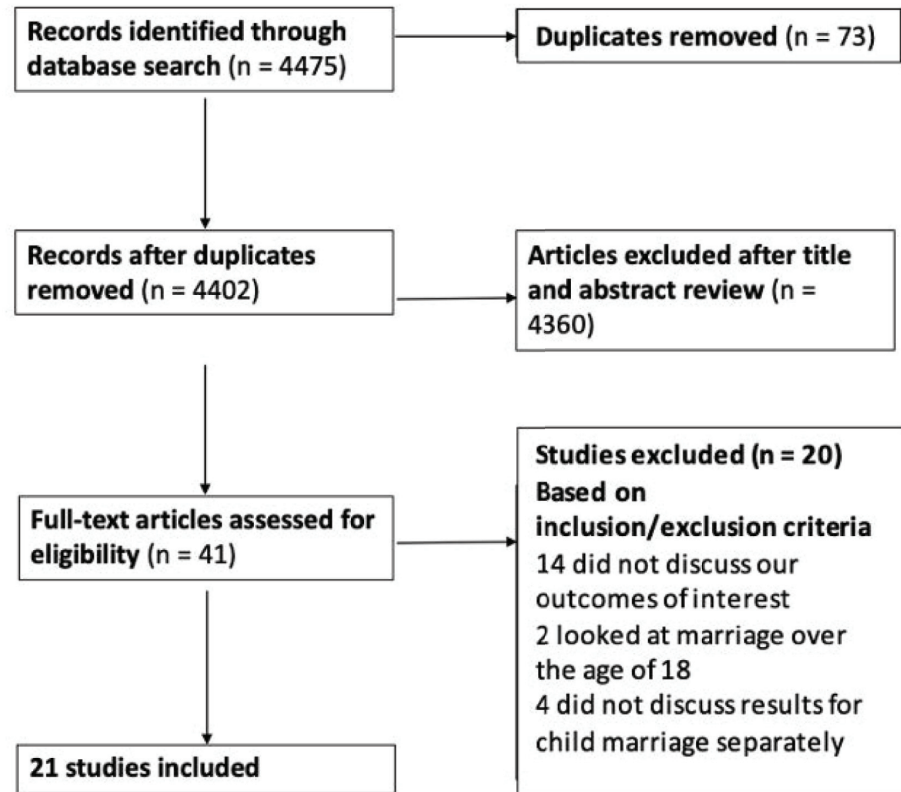 Records identified through
database search (n = 4475)
Duplicates removed (n = 73)
Records after duplicates
removed (n = 4402)
Articles excluded after title
and abstract review (n =
4360)
Full-text articles assessed for
eligibility (n = 41)
Studies excluded (n = 20)
Based on
inclusion/exclusion criteria
14 did not discuss our
outcomes of interest
2 looked at marriage over
the age of 18
4 did not discuss results for
child marriage separately
21 studies included